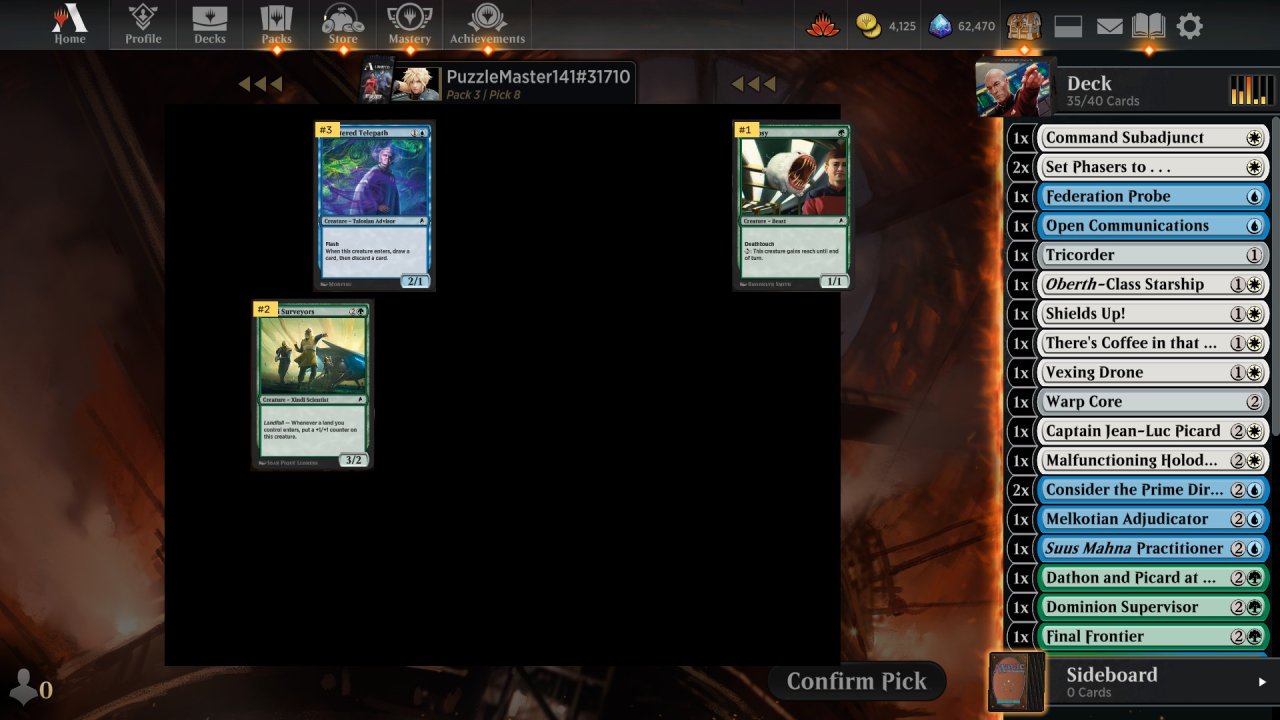 Home
Profile
Decks
Packs
Store
Mastery
Achievements
4,125
62,470
PuzzleMaster141#31710
Pack 3 / Pick 8
Deck
35/40 Cards
#3
Telepath
1
Creature – Talosian Advisor
Flash
When this creature enters, draw a
card, then discard a card.
2/1
#1
Creature – Beast
Deathtouch
2: This creature gains reach until end
of turn.
1/1
#2
Surveyors
2
Creature – Xindi Scientist
Landfall — Whenever a land you
control enters, put a +1/+1 counter on
this creature.
3/2
1x Command Subadjunct
2x Set Phasers to . . .
1x Federation Probe
1x Open Communications
1x Tricorder 1
1x Oberth-Class Starship 1
1x Shields Up! 1
1x There's Coffee in that ... 1
1x Vexing Drone 1
1x Warp Core 2
1x Captain Jean-Luc Picard 2
1x Malfunctioning Holod... 2
2x Consider the Prime Dir... 2
1x Melkotian Adjudicator 2
1x Suus Mahna Practitioner 2
1x Dathon and Picard at ... 2
1x Dominion Supervisor 2
1x Final Frontier 2
Confirm Pick
Sideboard
0 Cards
0